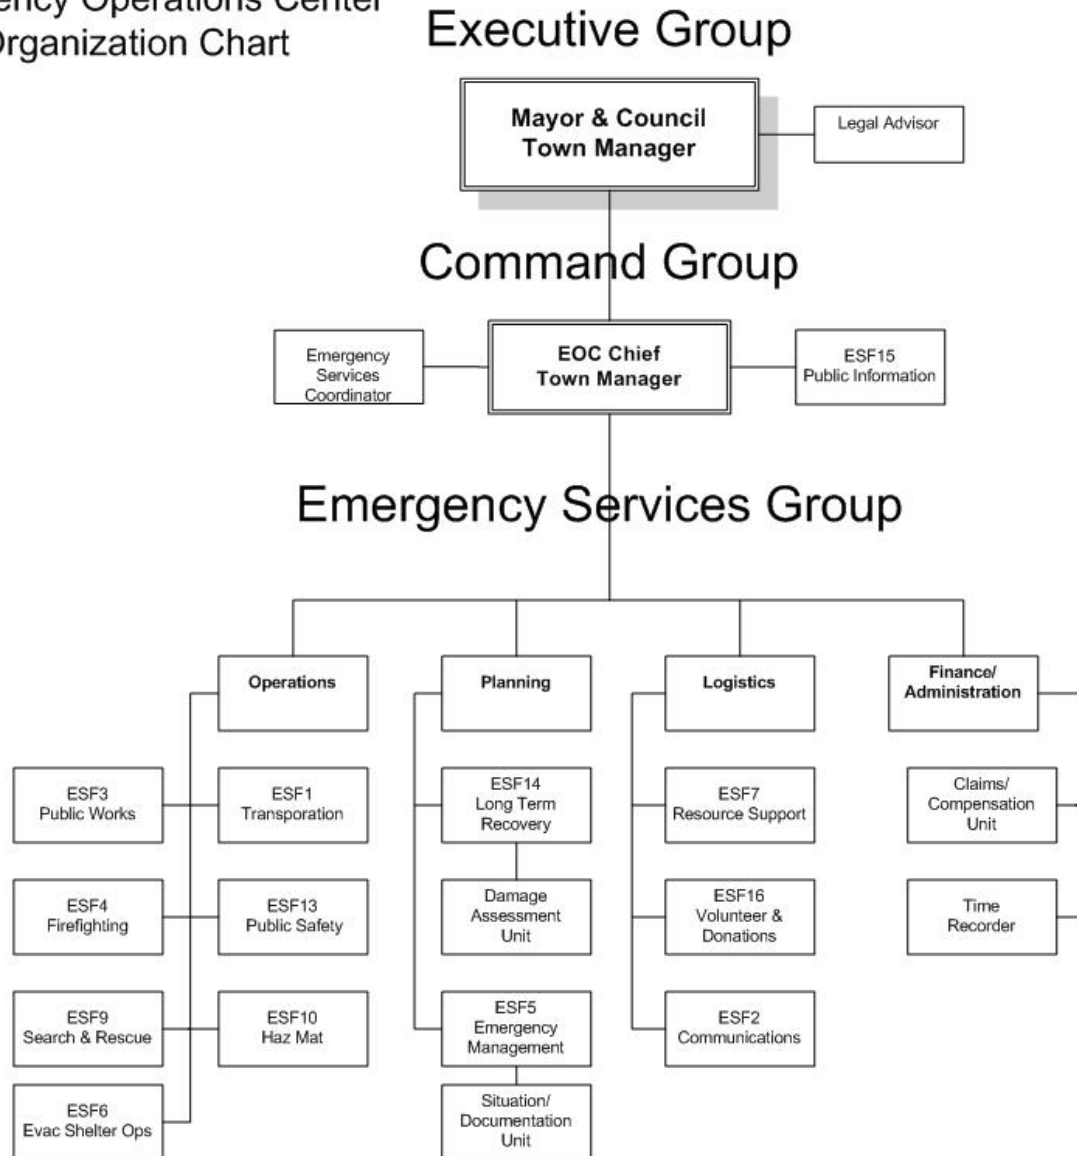 ency Operations Center
Organization Chart
Executive Group
Mayor & Council
Town Manager
Legal Advisor
Command Group
Emergency
Services
Coordinator
EOC Chief
Town Manager
ESF15
Public Information
Emergency Services Group
Operations
Planning
Logistics
Finance/
Administration
ESF3
Public Works
ESF1
Transporation
ESF14
Long Term
Recovery
ESF7
Resource Support
Claims/
Compensation
Unit
ESF4
Firefighting
ESF13
Public Safety
Damage
Assessment
Unit
ESF16
Volunteer &
Donations
Time
Recorder
ESF9
Search & Rescue
ESF10
Haz Mat
ESF5
Emergency
Management
ESF2
Communications
ESF6
Evac Shelter Ops
Situation/
Documentation
Unit